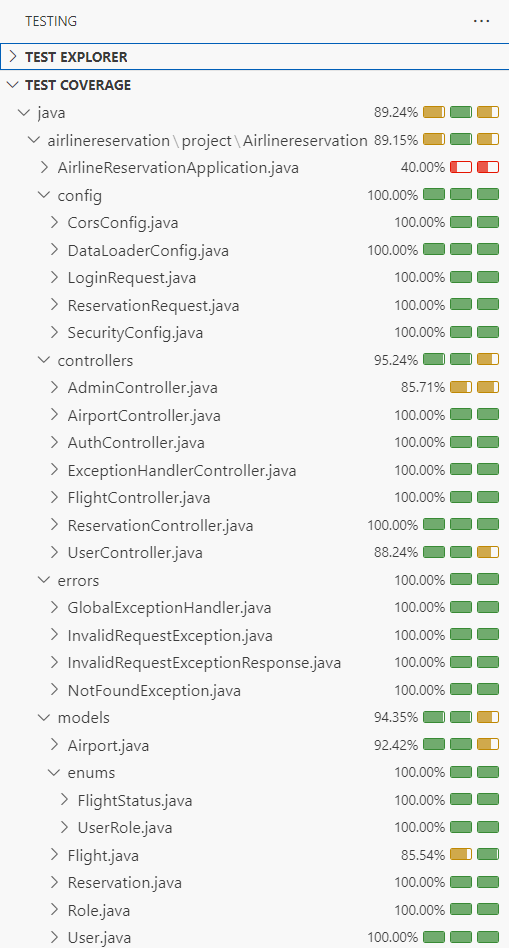 TESTING
TEST EXPLORER
TEST COVERAGE
java 89.24%
airlinereservation\project\Airlinereservation 89.15%
AirlineReservationApplication.java 40.00%
config 100.00%
CorsConfig.java 100.00%
DataLoaderConfig.java 100.00%
LoginRequest.java 100.00%
ReservationRequest.java 100.00%
SecurityConfig.java 100.00%
controllers 95.24%
AdminController.java 85.71%
AirportController.java 100.00%
AuthController.java 100.00%
ExceptionHandlerController.java 100.00%
FlightController.java 100.00%
ReservationController.java 100.00%
UserController.java 88.24%
errors 100.00%
GlobalExceptionHandler.java 100.00%
InvalidRequestException.java 100.00%
InvalidRequestExceptionResponse.java 100.00%
NotFoundException.java 100.00%
models 94.35%
Airport.java 92.42%
enums 100.00%
FlightStatus.java 100.00%
UserRole.java 100.00%
Flight.java 85.54%
Reservation.java 100.00%
Role.java 100.00%
User.java 100.00%